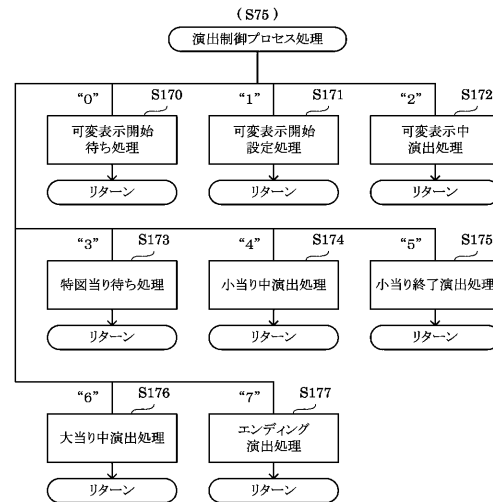 (S75)
演出制御プロセス処理
“0” S170
“1” S171
“2” S172
可変表示開始
待ち処理
可変表示開始
設定処理
可変表示中
演出処理
リターン
リターン
リターン
“3” S173
“4” S174
“5” S175
特図当り待ち処理
小当り中演出処理
小当り終了演出処理
リターン
リターン
リターン
“6” S176
“7” S177
大当り中演出処理
エンディング
演出処理
リターン
リターン